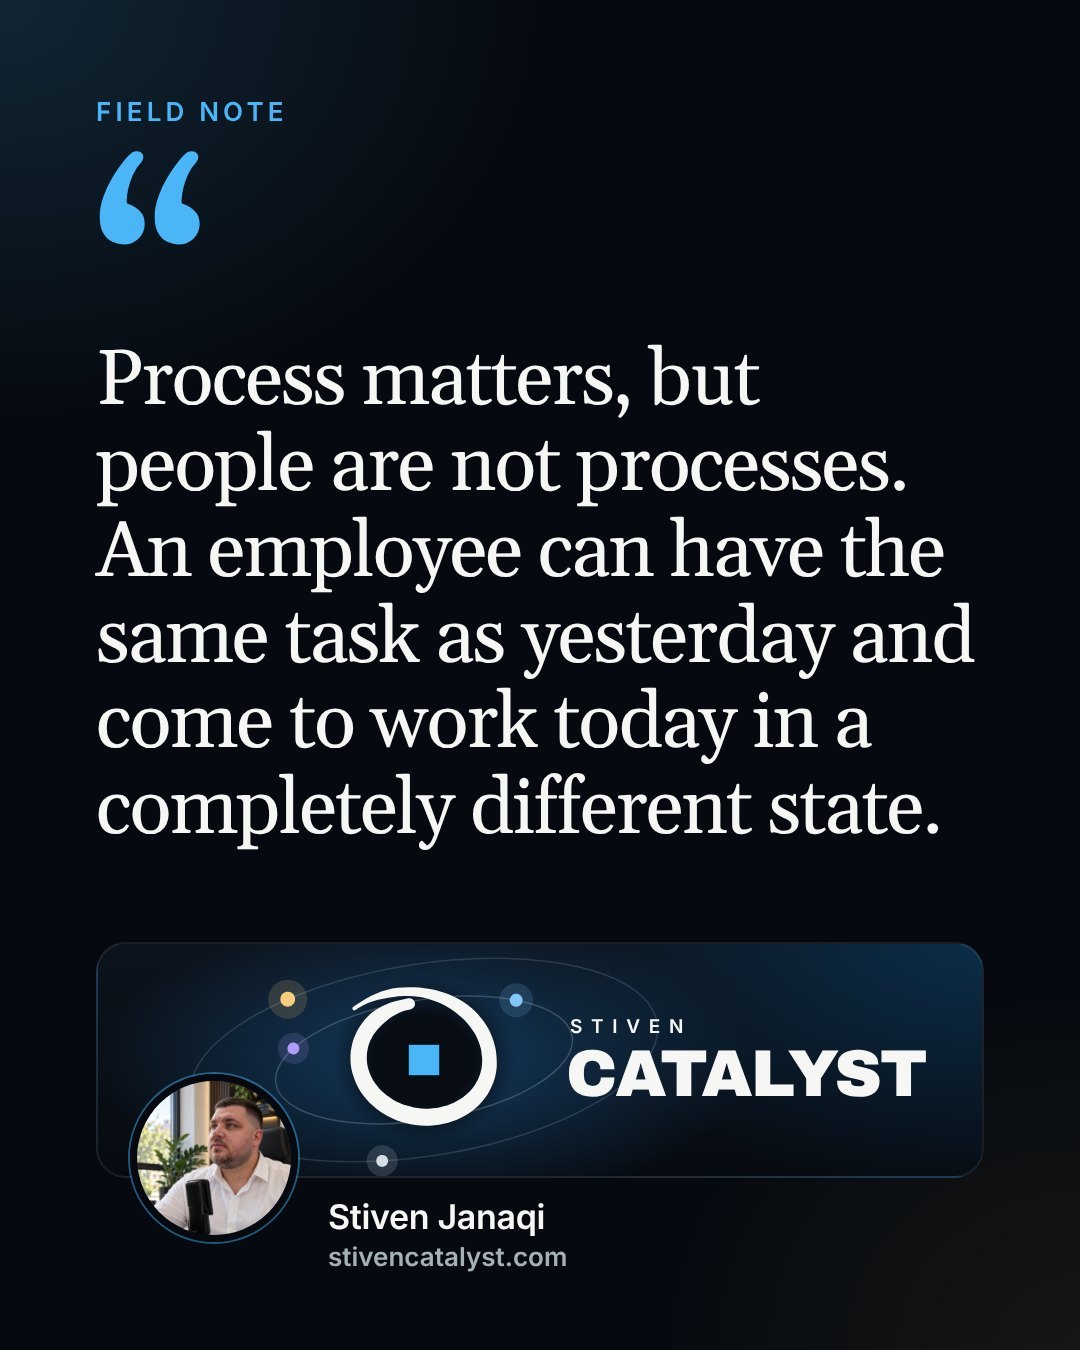 FIELD NOTE
“
Process matters, but
people are not processes.
An employee can have the
same task as yesterday and
come to work today in a
completely different state.
STIVEN
CATALYST
Stiven Janaqi
stivencatalyst.com